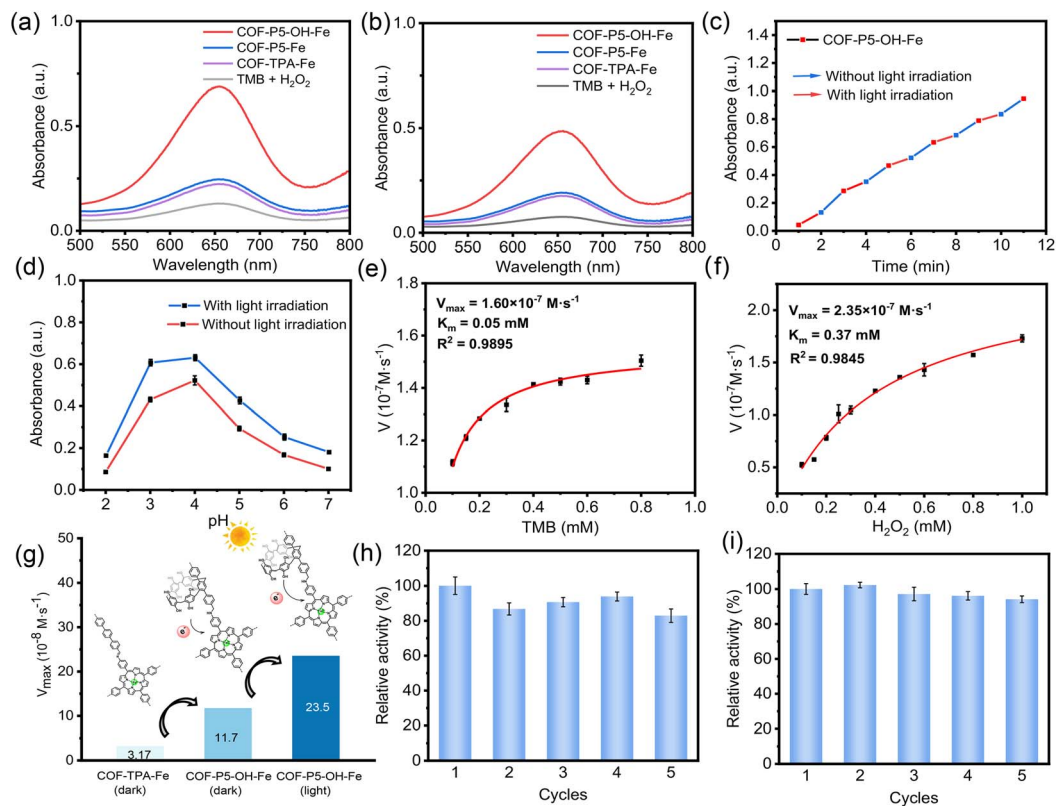 (a)
COF-P5-OH-Fe
COF-P5-Fe
COF-TPA-Fe
TMB + H₂O₂
Absorbance (a.u.)
1.0
0.5
0.0
500 550 600 650 700 750 800
Wavelength (nm)
(b)
COF-P5-OH-Fe
COF-P5-Fe
COF-TPA-Fe
TMB + H₂O₂
Absorbance (a.u.)
1.0
0.5
0.0
500 550 600 650 700 750 800
Wavelength (nm)
(c)
COF-P5-OH-Fe
Without light irradiation
With light irradiation
Absorbance (a.u.)
1.4
1.2
1.0
0.8
0.6
0.4
0.2
0.0
0 2 4 6 8 10 12
Time (min)
(d)
With light irradiation
Without light irradiation
Absorbance (a.u.)
1.0
0.8
0.6
0.4
0.2
0.0
2 3 4 5 6 7
pH
(e)
Vmax = 1.60×10⁻⁷ M·s⁻¹
Km = 0.05 mM
R² = 0.9895
V (10⁻⁷M·s⁻¹)
1.8
1.6
1.4
1.2
1.0
0.0 0.2 0.4 0.6 0.8 1.0
TMB (mM)
(f)
Vmax = 2.35×10⁻⁷ M·s⁻¹
Km = 0.37 mM
R² = 0.9845
V (10⁻⁷M·s⁻¹)
2.0
1.5
1.0
0.5
0.0 0.2 0.4 0.6 0.8 1.0
H₂O₂ (mM)
(g)
Vmax (10⁻⁸ M·s⁻¹)
50
40
30
20
10
0
e⁻
e⁻
3.17
11.7
23.5
COF-TPA-Fe COF-P5-OH-Fe COF-P5-OH-Fe
(dark) (dark) (light)
(h)
Relative activity (%)
120
100
80
60
40
20
0
1 2 3 4 5
Cycles
(i)
Relative activity (%)
120
100
80
60
40
20
0
1 2 3 4 5
Cycles